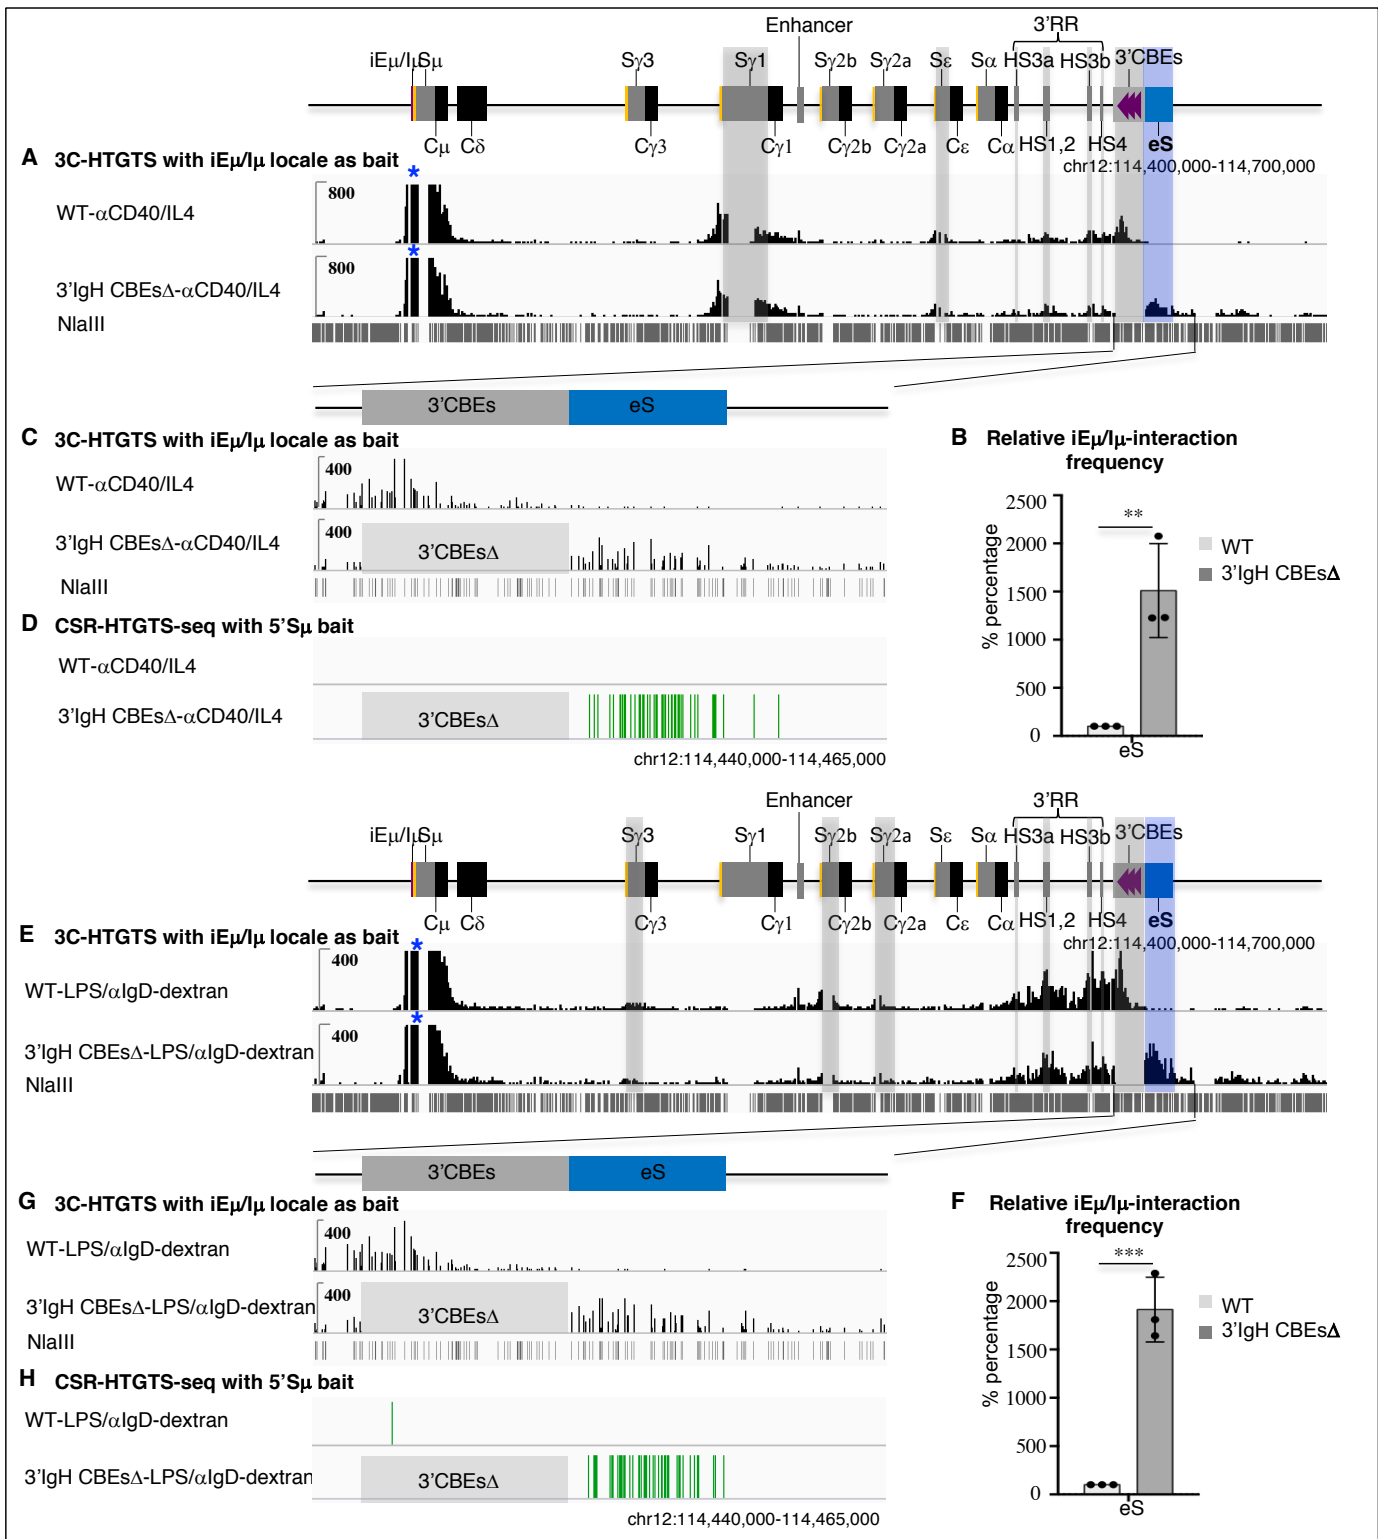 Enhancer
3'RR
iEμ/Iμ Sμ Sγ3 Sγ1 Sγ2b Sγ2a Sε Sα HS3a HS3b 3'CBEs
Cμ Cδ Cγ3 Cγ1 Cγ2b Cγ2a Cε Cα HS1,2 HS4 eS
A 3C-HTGTS with iEμ/Iμ locale as bait
chr12:114,400,000-114,700,000
*
800
WT-αCD40/IL4
*
800
3'IgH CBEsΔ-αCD40/IL4
NlaIII
3'CBEs eS
C 3C-HTGTS with iEμ/Iμ locale as bait
400
WT-αCD40/IL4
400
3'IgH CBEsΔ-αCD40/IL4
3'CBEsΔ
NlaIII
D CSR-HTGTS-seq with 5'Sμ bait
WT-αCD40/IL4
3'IgH CBEsΔ-αCD40/IL4
3'CBEsΔ
chr12:114,440,000-114,465,000
B Relative iEμ/Iμ-interaction
frequency
% percentage
2500
2000
1500
1000
500
0
**
WT
3'IgH CBEsΔ
eS
Enhancer
3'RR
iEμ/Iμ Sμ Sγ3 Sγ1 Sγ2b Sγ2a Sε Sα HS3a HS3b 3'CBEs
Cμ Cδ Cγ3 Cγ1 Cγ2b Cγ2a Cε Cα HS1,2 HS4 eS
E 3C-HTGTS with iEμ/Iμ locale as bait
chr12:114,400,000-114,700,000
*
400
WT-LPS/αIgD-dextran
*
400
3'IgH CBEsΔ-LPS/αIgD-dextran
NlaIII
3'CBEs eS
G 3C-HTGTS with iEμ/Iμ locale as bait
400
WT-LPS/αIgD-dextran
400
3'IgH CBEsΔ-LPS/αIgD-dextran
3'CBEsΔ
NlaIII
H CSR-HTGTS-seq with 5'Sμ bait
WT-LPS/αIgD-dextran
3'IgH CBEsΔ-LPS/αIgD-dextran
3'CBEsΔ
chr12:114,440,000-114,465,000
F Relative iEμ/Iμ-interaction
frequency
% percentage
2500
2000
1500
1000
500
0
***
WT
3'IgH CBEsΔ
eS